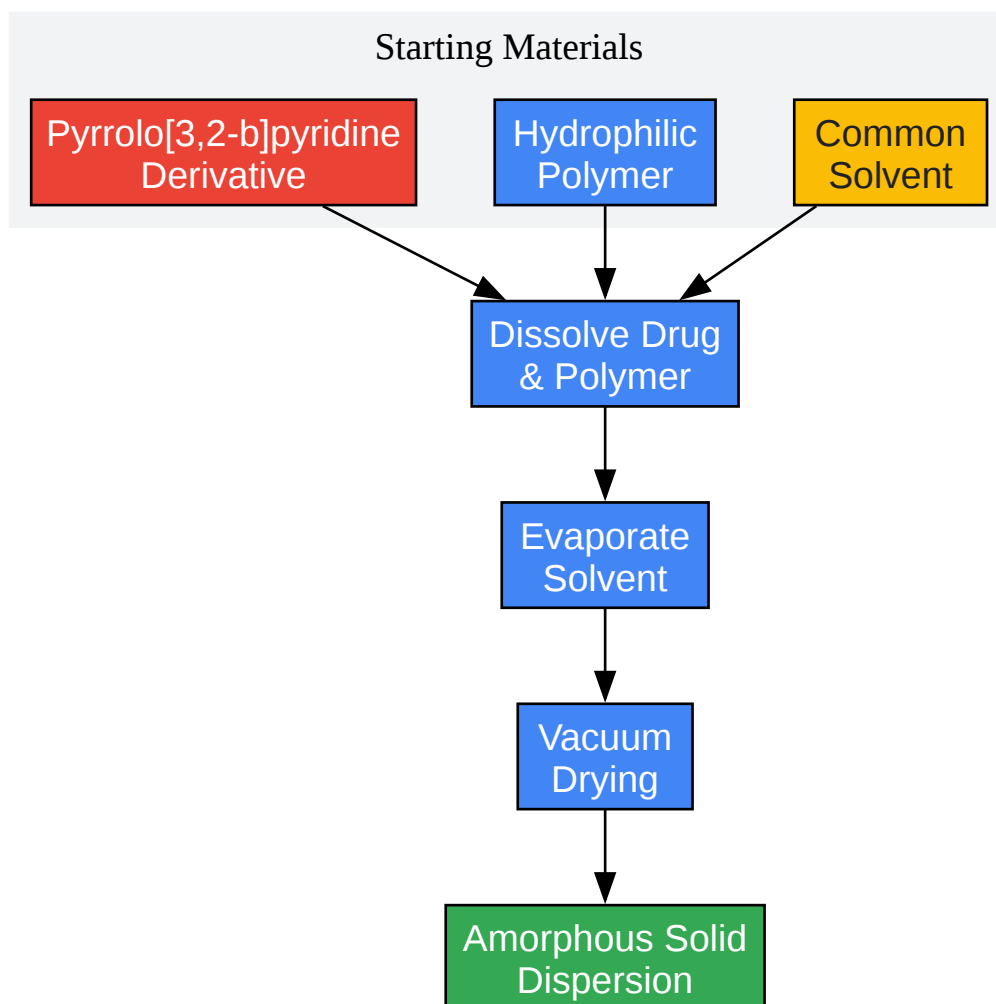 Starting Materials
Pyrrolo[3,2-b]pyridine
Derivative
Hydrophilic
Polymer
Common
Solvent
Dissolve Drug
& Polymer
Evaporate
Solvent
Vacuum
Drying
Amorphous Solid
Dispersion